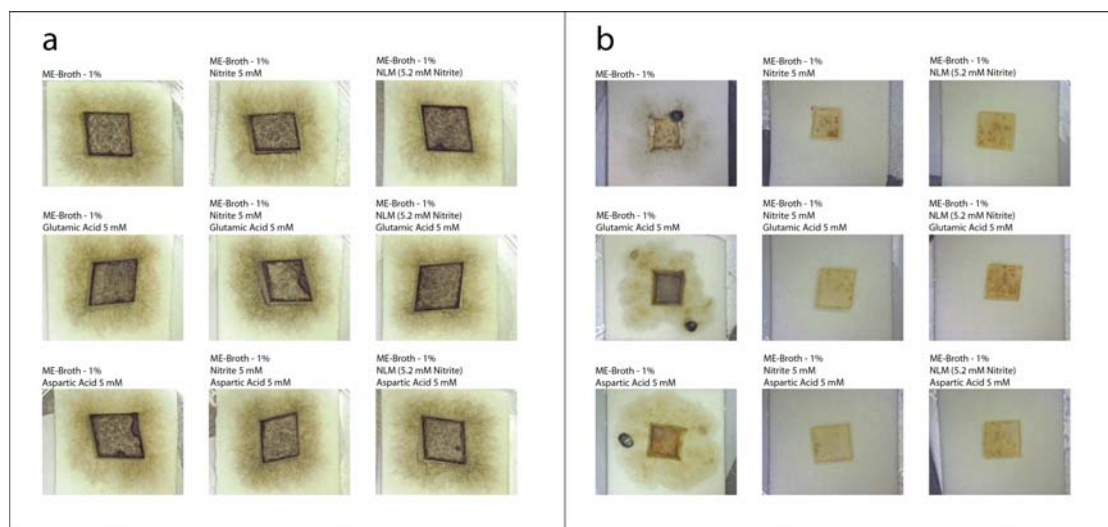 a
ME-Broth - 1%
ME-Broth - 1%
Nitrite 5 mM
ME-Broth - 1%
NLM (5.2 mM Nitrite)
ME-Broth - 1%
Glutamic Acid 5 mM
ME-Broth - 1%
Nitrite 5 mM
Glutamic Acid 5 mM
ME-Broth - 1%
NLM (5.2 mM Nitrite)
Glutamic Acid 5 mM
ME-Broth - 1%
Aspartic Acid 5 mM
ME-Broth - 1%
Nitrite 5 mM
Aspartic Acid 5 mM
ME-Broth - 1%
NLM (5.2 mM Nitrite)
Aspartic Acid 5 mM
b
ME-Broth - 1%
ME-Broth - 1%
Nitrite 5 mM
ME-Broth - 1%
NLM (5.2 mM Nitrite)
ME-Broth - 1%
Glutamic Acid 5 mM
ME-Broth - 1%
Nitrite 5 mM
Glutamic Acid 5 mM
ME-Broth - 1%
NLM (5.2 mM Nitrite)
Glutamic Acid 5 mM
ME-Broth - 1%
Aspartic Acid 5 mM
ME-Broth - 1%
Nitrite 5 mM
Aspartic Acid 5 mM
ME-Broth - 1%
NLM (5.2 mM Nitrite)
Aspartic Acid 5 mM